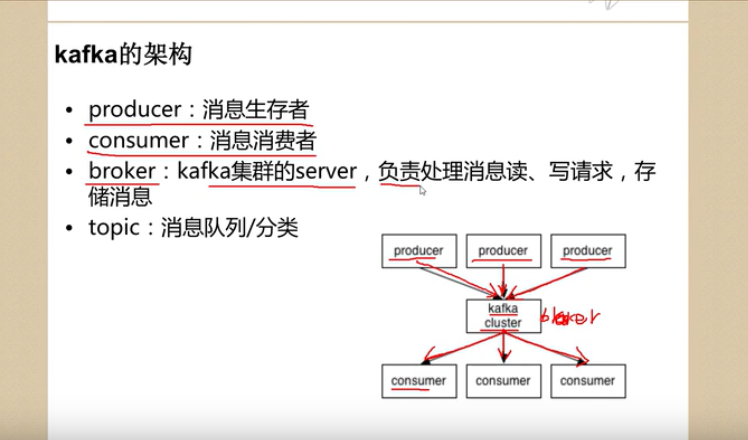 kafka的架构
• producer：消息生存者
• consumer：消息消费者
• broker：kafka集群的server，负责处理消息读、写请求，存
储消息
• topic：消息队列/分类
producer producer producer
kafka
cluster
consumer consumer consumer